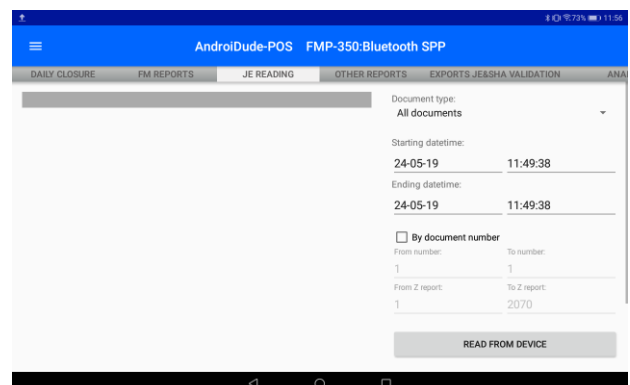 73% 11:56
AndroiDude-POS FMP-350:Bluetooth SPP
DAILY CLOSURE FM REPORTS JE READING OTHER REPORTS EXPORTS JE&SHA VALIDATION ANAL
Document type:
All documents
Starting datetime:
24-05-19 11:49:38
Ending datetime:
24-05-19 11:49:38
By document number
From number: To number:
1 1
From Z report: To Z report:
1 2070
READ FROM DEVICE